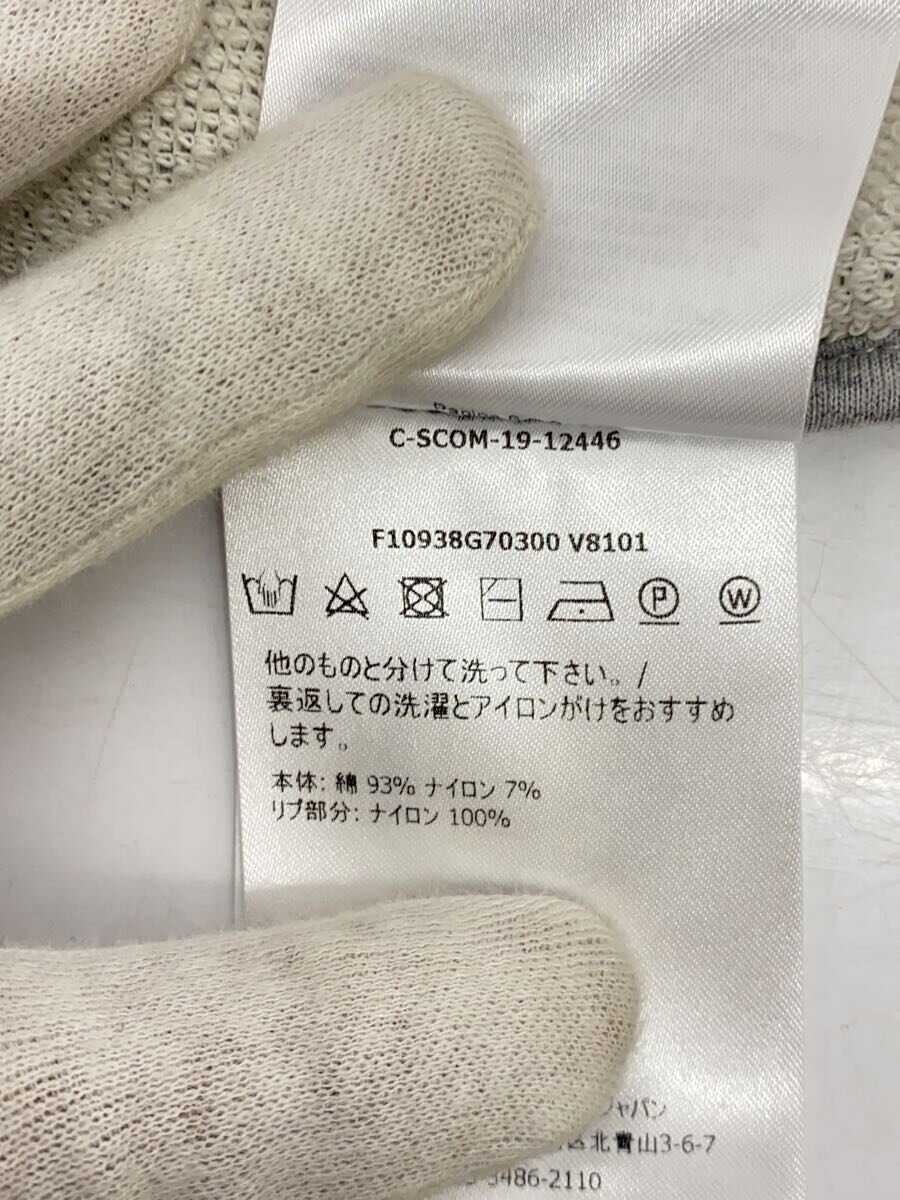 C-SCOM-19-12446
F10938G70300 V8101
P
W
他のものと分けて洗って下さい。/
裏返しての洗濯とアイロンがけをおすすめ
します。
本体: 綿 93% ナイロン 7%
リブ部分: ナイロン 100%
ジャパン
区北青山3-6-7
3486-2110